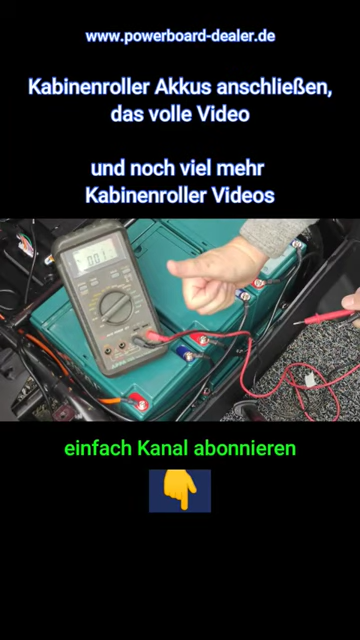 www.powerboard-dealer.de
Kabinenroller Akkus anschließen,
das volle Video
und noch viel mehr
Kabinenroller Videos
einfach Kanal abonnieren